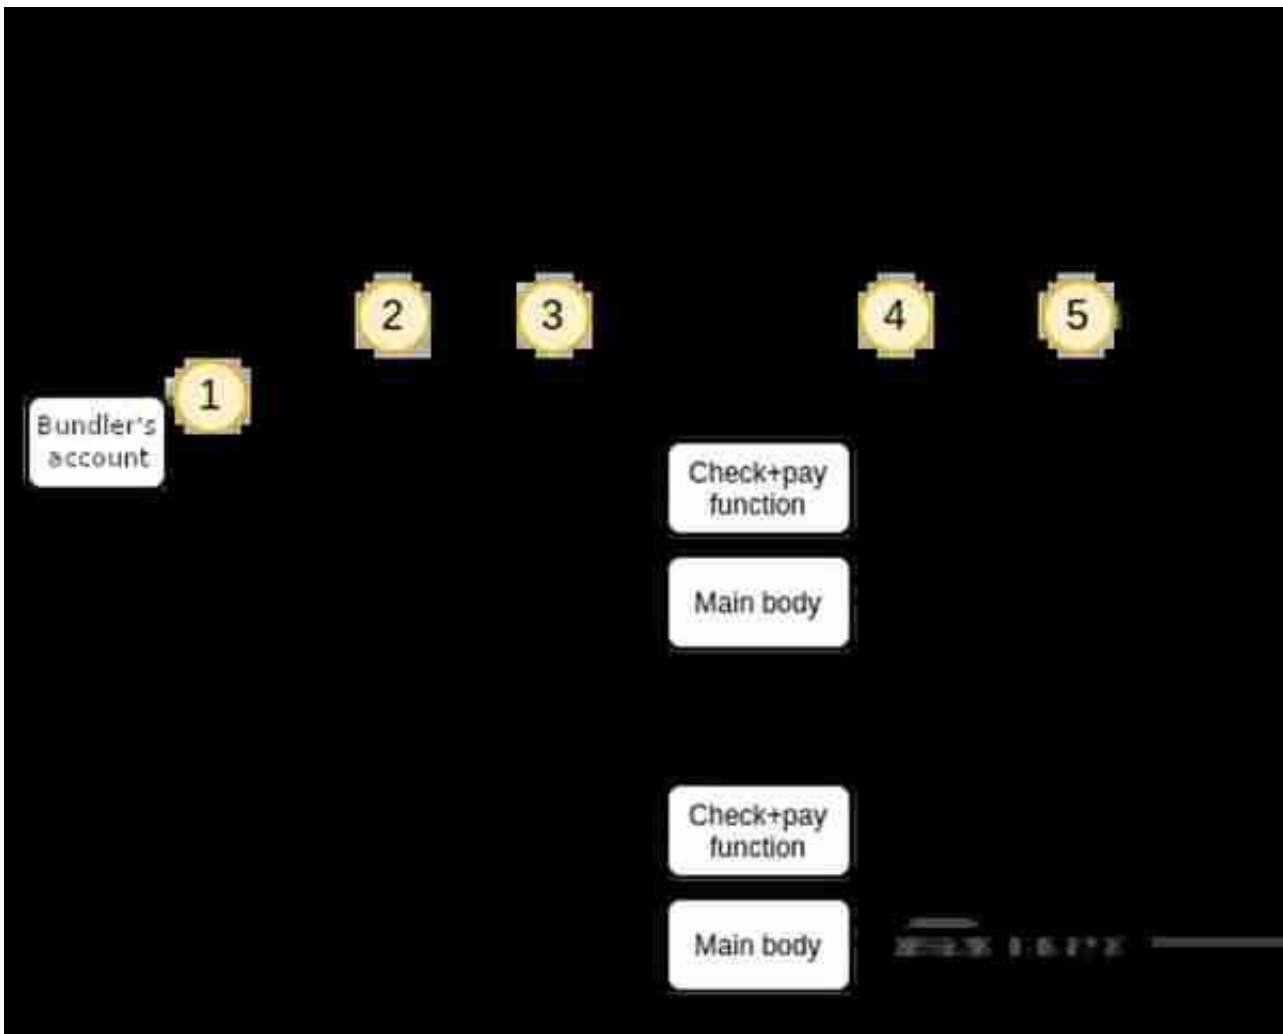 2
3
4
5
1
Bundler's
account
Check+pay
function
Main body
Check+pay
function
Main body